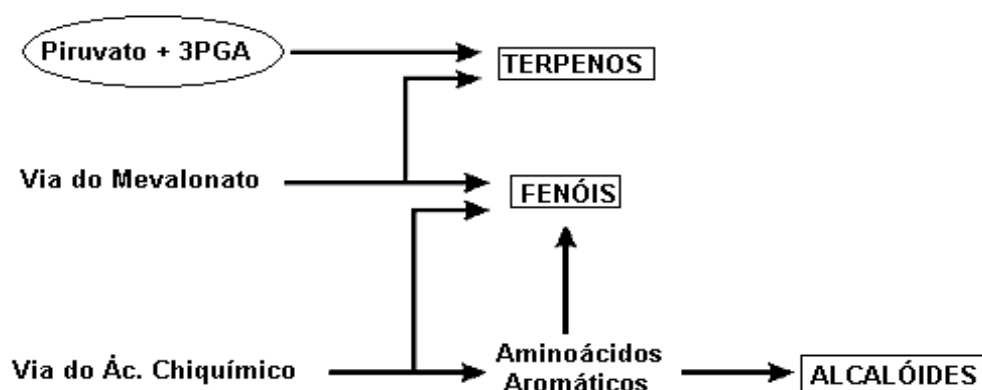 Piruvato + 3PGA
TERPENOS
Via do Mevalonato
FENÓIS
Via do Ác. Chiquímico
Aminoácidos
Aromáticos
ALCALÓIDES